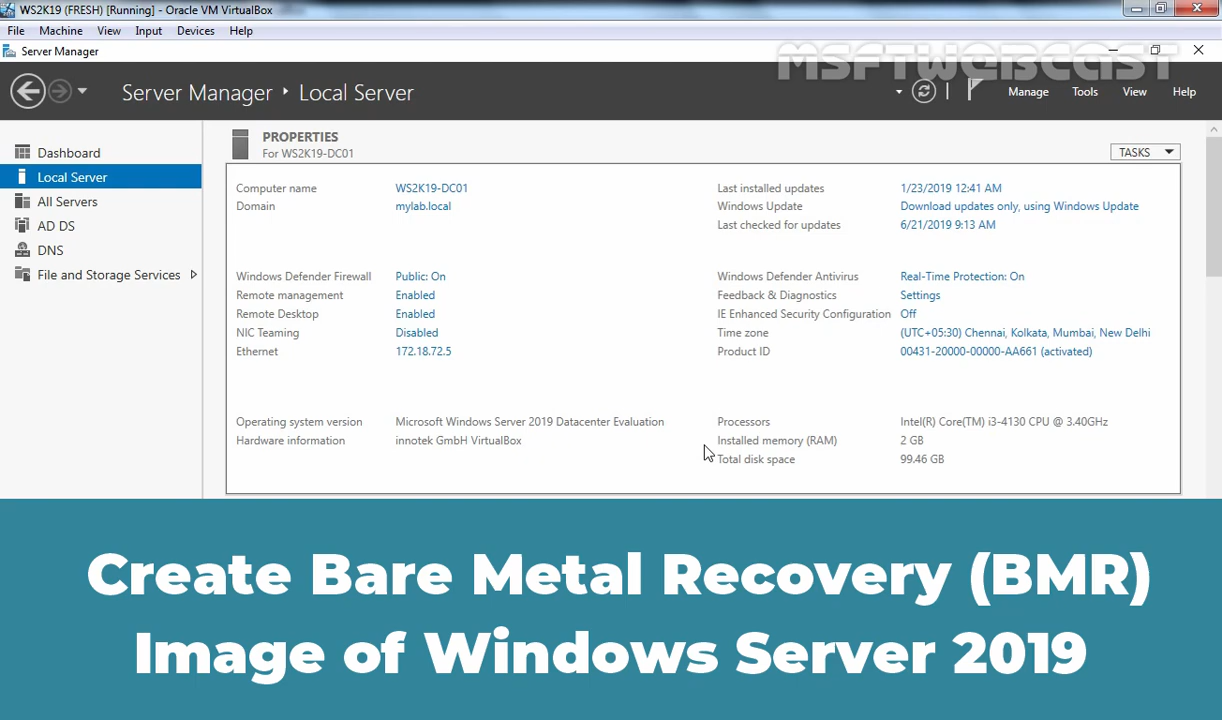 WS2K19 (FRESH) [Running] - Oracle VM VirtualBox
File Machine View Input Devices Help
Server Manager
MSFTWEBCAST
Server Manager ‣ Local Server
Manage Tools View Help
Dashboard
Local Server
All Servers
AD DS
DNS
File and Storage Services
PROPERTIES
For WS2K19-DC01
TASKS
Computer name WS2K19-DC01
Domain mylab.local
Last installed updates 1/23/2019 12:41 AM
Windows Update Download updates only, using Windows Update
Last checked for updates 6/21/2019 9:13 AM
Windows Defender Firewall Public: On
Remote management Enabled
Remote Desktop Enabled
NIC Teaming Disabled
Ethernet 172.18.72.5
Windows Defender Antivirus Real-Time Protection: On
Feedback & Diagnostics Settings
IE Enhanced Security Configuration Off
Time zone (UTC+05:30) Chennai, Kolkata, Mumbai, New Delhi
Product ID 00431-20000-00000-AA661 (activated)
Operating system version Microsoft Windows Server 2019 Datacenter Evaluation
Hardware information innotek GmbH VirtualBox
Processors Intel(R) Core(TM) i3-4130 CPU @ 3.40GHz
Installed memory (RAM) 2 GB
Total disk space 99.46 GB
Create Bare Metal Recovery (BMR)
Image of Windows Server 2019